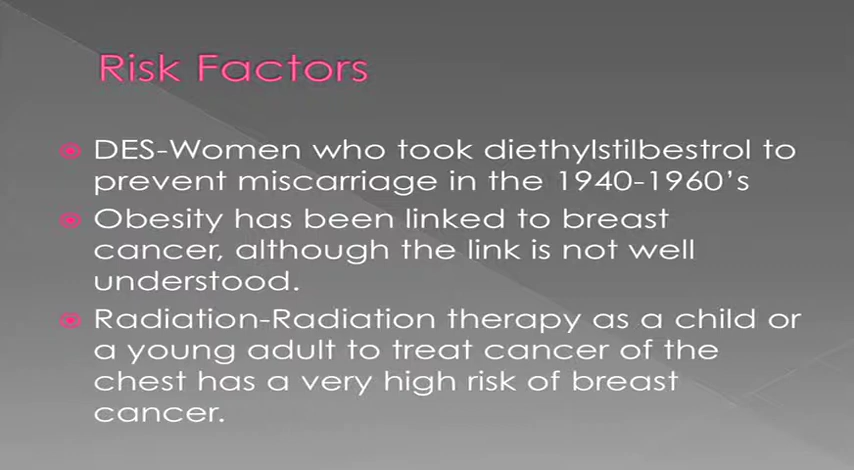 Risk Factors
DES-Women who took diethylstilbestrol to
prevent miscarriage in the 1940-1960's
Obesity has been linked to breast
cancer, although the link is not well
understood.
Radiation-Radiation therapy as a child or
a young adult to treat cancer of the
chest has a very high risk of breast
cancer.